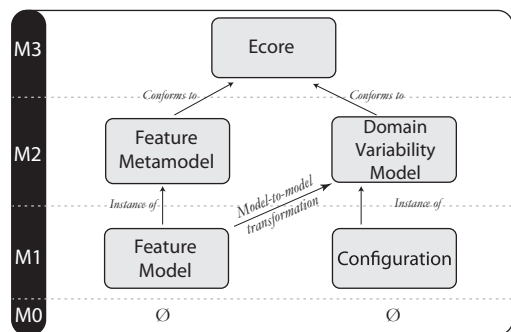 M3
Ecore
Conforms to
Conforms to
M2
Feature
Metamodel
Domain
Variability
Model
Instance of
Model-to-model
transformation
Instance of
M1
Feature
Model
Configuration
M0
Ø
Ø